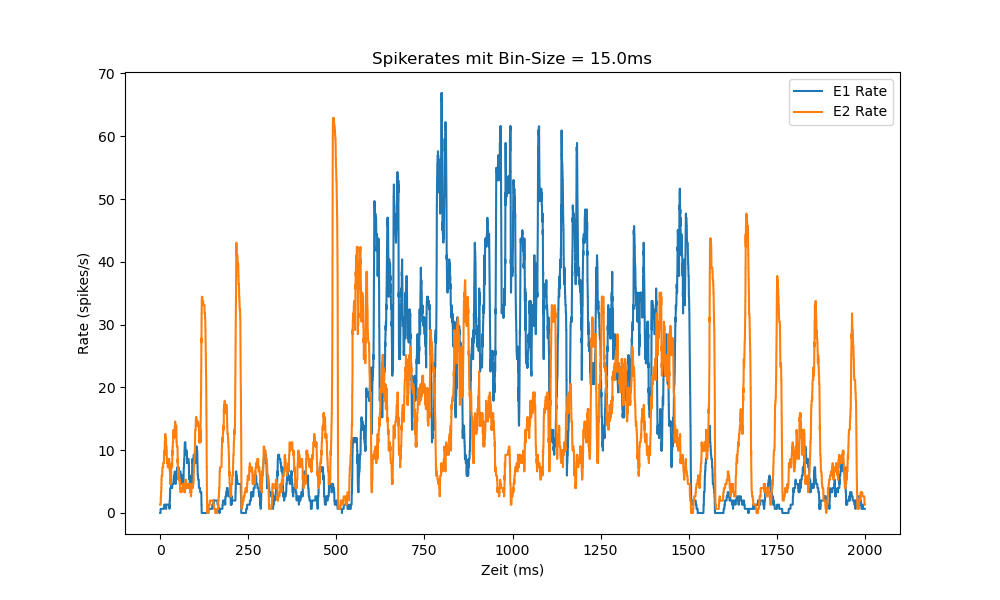 Spikerates mit Bin-Size = 15.0ms
E1 Rate
E2 Rate
70
60
50
40
30
20
10
0
Rate (spikes/s)
0 250 500 750 1000 1250 1500 1750 2000
Zeit (ms)